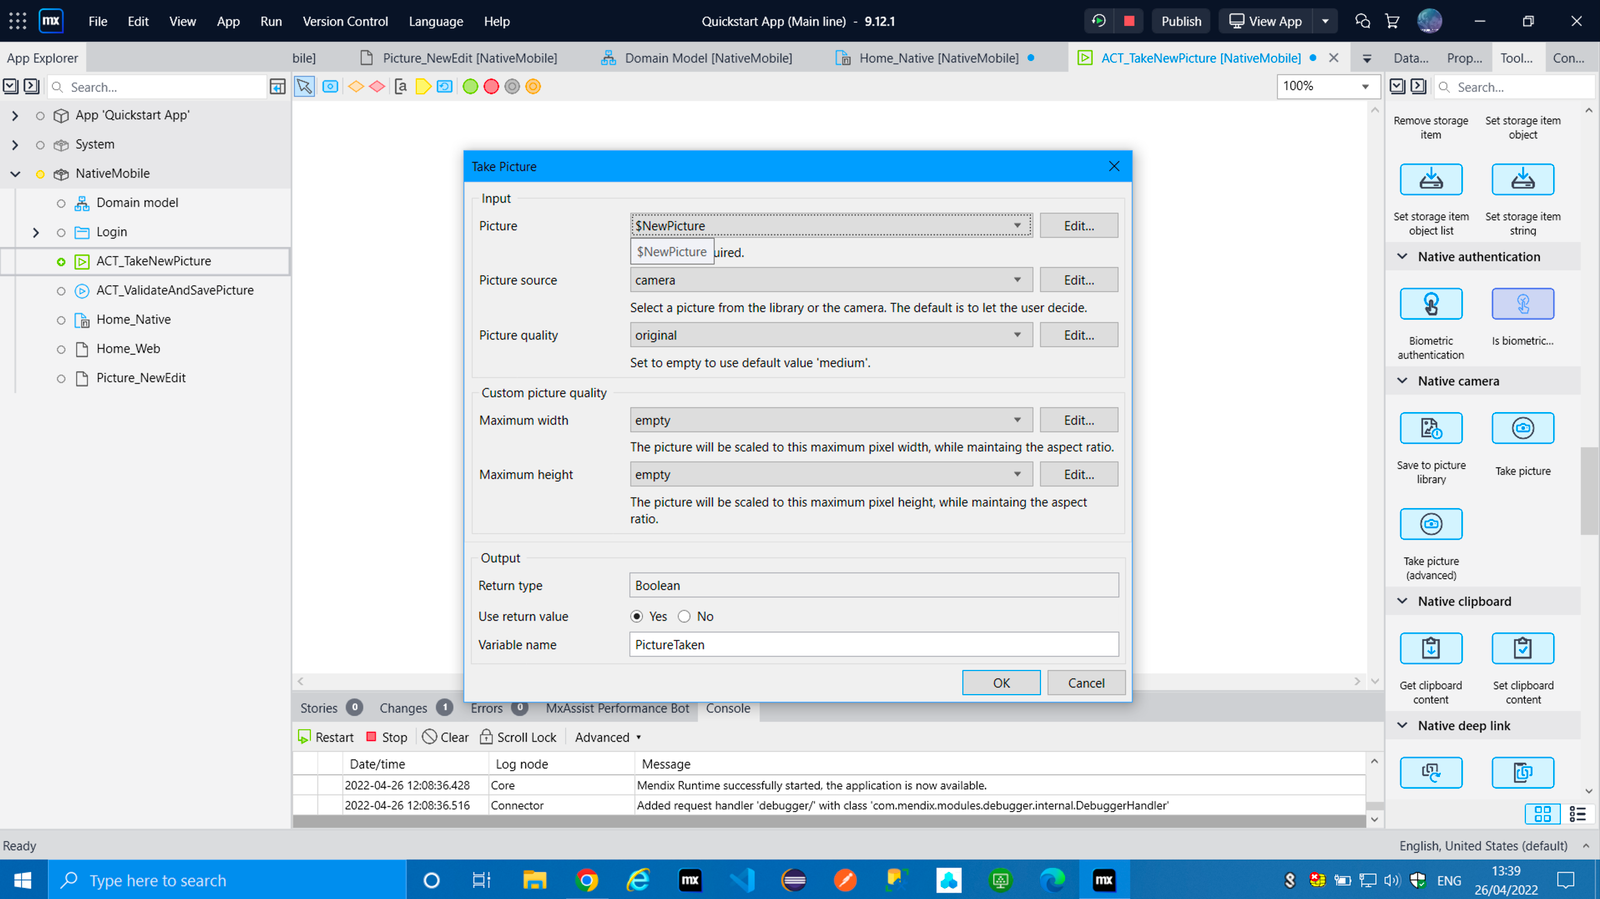 mx File Edit View App Run Version Control Language Help Quickstart App (Main line) - 9.12.1 Publish View App
App Explorer bile] Picture_NewEdit [NativeMobile] Domain Model [NativeMobile] Home_Native [NativeMobile] ACT_TakeNewPicture [NativeMobile] Data... Prop... Tool... Con...
Search... 100% Search...
App 'Quickstart App'
System
NativeMobile
Domain model
Login
ACT_TakeNewPicture
ACT_ValidateAndSavePicture
Home_Native
Home_Web
Picture_NewEdit
Take Picture
Input
Picture $NewPicture Edit...
$NewPicture uired.
Picture source camera Edit...
Select a picture from the library or the camera. The default is to let the user decide.
Picture quality original Edit...
Set to empty to use default value 'medium'.
Custom picture quality
Maximum width empty Edit...
The picture will be scaled to this maximum pixel width, while maintaing the aspect ratio.
Maximum height empty Edit...
The picture will be scaled to this maximum pixel height, while maintaing the aspect
ratio.
Output
Return type Boolean
Use return value Yes No
Variable name PictureTaken
OK Cancel
Remove storage item
Set storage item object
Set storage item object list
Set storage item string
Native authentication
Biometric authentication
Is biometric...
Native camera
Save to picture library
Take picture
Take picture (advanced)
Native clipboard
Get clipboard content
Set clipboard content
Native deep link
Stories 0 Changes 1 Errors 0 MxAssist Performance Bot Console
Restart Stop Clear Scroll Lock Advanced
Date/time Log node Message
2022-04-26 12:08:36.428 Core Mendix Runtime successfully started, the application is now available.
2022-04-26 12:08:36.516 Connector Added request handler 'debugger/' with class 'com.mendix.modules.debugger.internal.DebuggerHandler'
Ready English, United States (default)
Type here to search mx mx ENG 13:39
26/04/2022